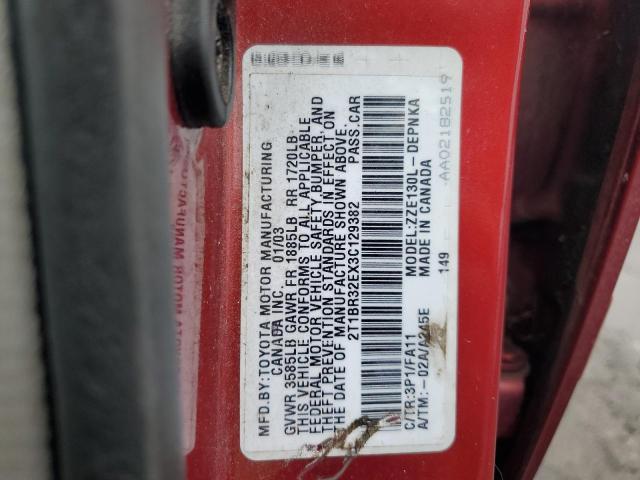 MFD.BY:TOYOTA MOTOR MANUFACTURING
CANADA INC. 01/03
GVWR 3585LB GAWR FR 1885LB RR 1720LB
THIS VEHICLE CONFORMS TO ALL APPLICABLE
FEDERAL MOTOR VEHICLE SAFETY, BUMPER, AND
THEFT PREVENTION STANDARDS IN EFFECT ON
THE DATE OF MANUFACTURE SHOWN ABOVE.
2T1BR32EX3C129382 PASS.CAR
C/TR:3P1/FA11 MODEL:ZZE130L-DEPNKA
A/TM:-02A/A245E MADE IN CANADA
149
AA02182519